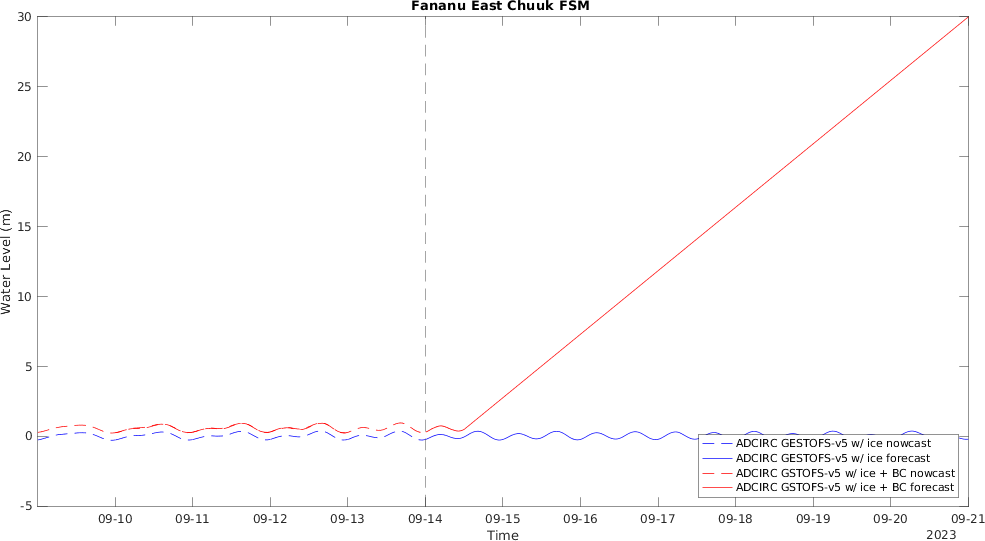 Fananu East Chuuk FSM
30
25
20
15
10
5
0
-5
Water Level (m)
09-10 09-11 09-12 09-13 09-14 09-15 09-16 09-17 09-18 09-19 09-20 09-21
Time
2023
ADCIRC GESTOFS-v5 w/ ice nowcast
ADCIRC GESTOFS-v5 w/ ice forecast
ADCIRC GSTOFS-v5 w/ ice + BC nowcast
ADCIRC GSTOFS-v5 w/ ice + BC forecast